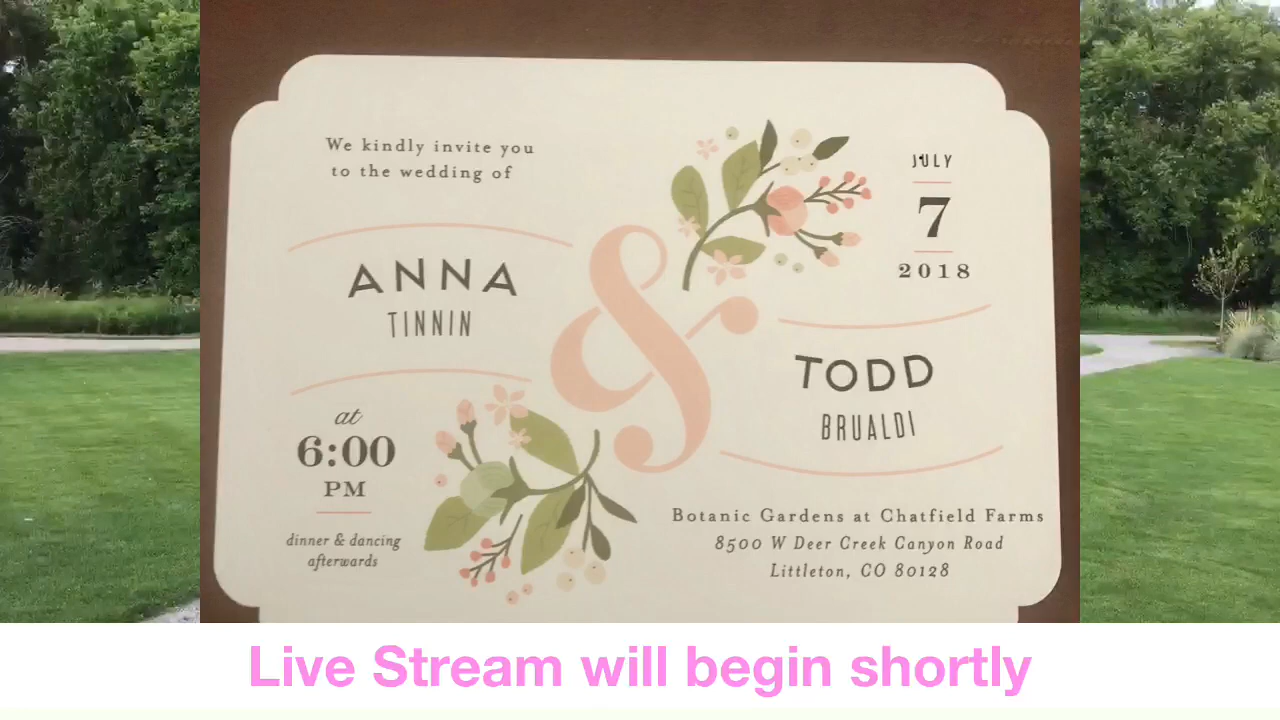 We kindly invite you
to the wedding of
ANNA
TINNIN
&
JULY
7
2018
TODD
BRUALDI
at
6:00
PM
dinner & dancing
afterwards
Botanic Gardens at Chatfield Farms
8500 W Deer Creek Canyon Road
Littleton, CO 80128
Live Stream will begin shortly